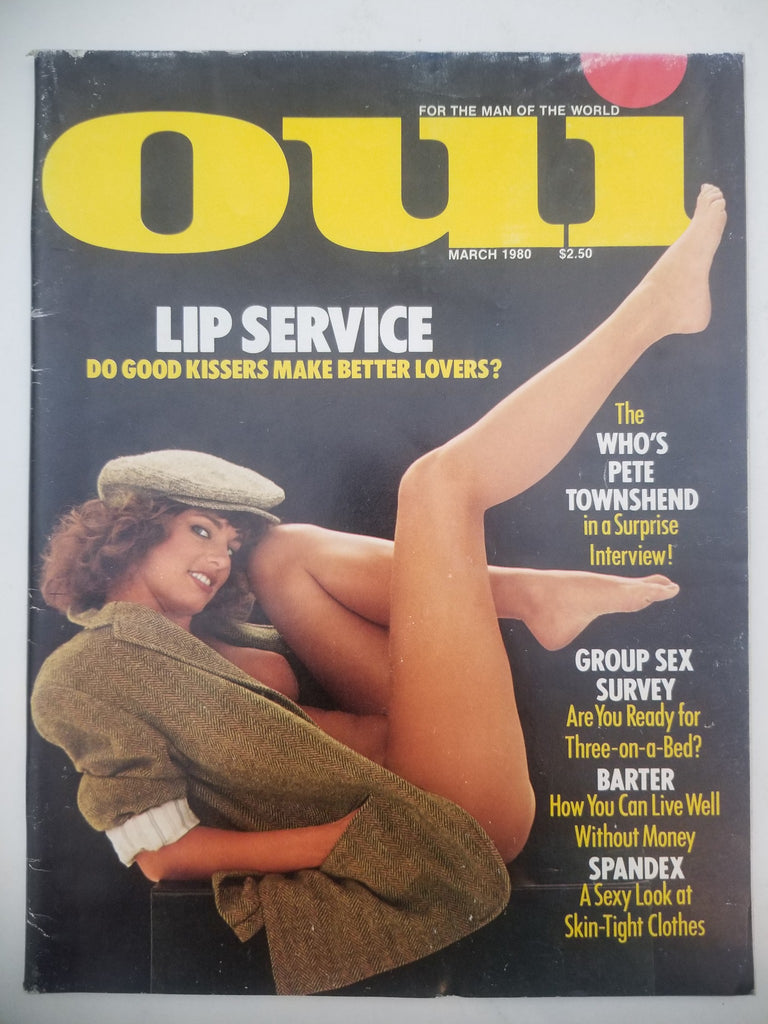 FOR THE MAN OF THE WORLD
oui
MARCH 1980 $2.50
LIP SERVICE
DO GOOD KISSERS MAKE BETTER LOVERS?
The
WHO'S
PETE
TOWNSHEND
in a Surprise
Interview!
GROUP SEX
SURVEY
Are You Ready for
Three-on-a-Bed?
BARTER
How You Can Live Well
Without Money
SPANDEX
A Sexy Look at
Skin-Tight Clothes